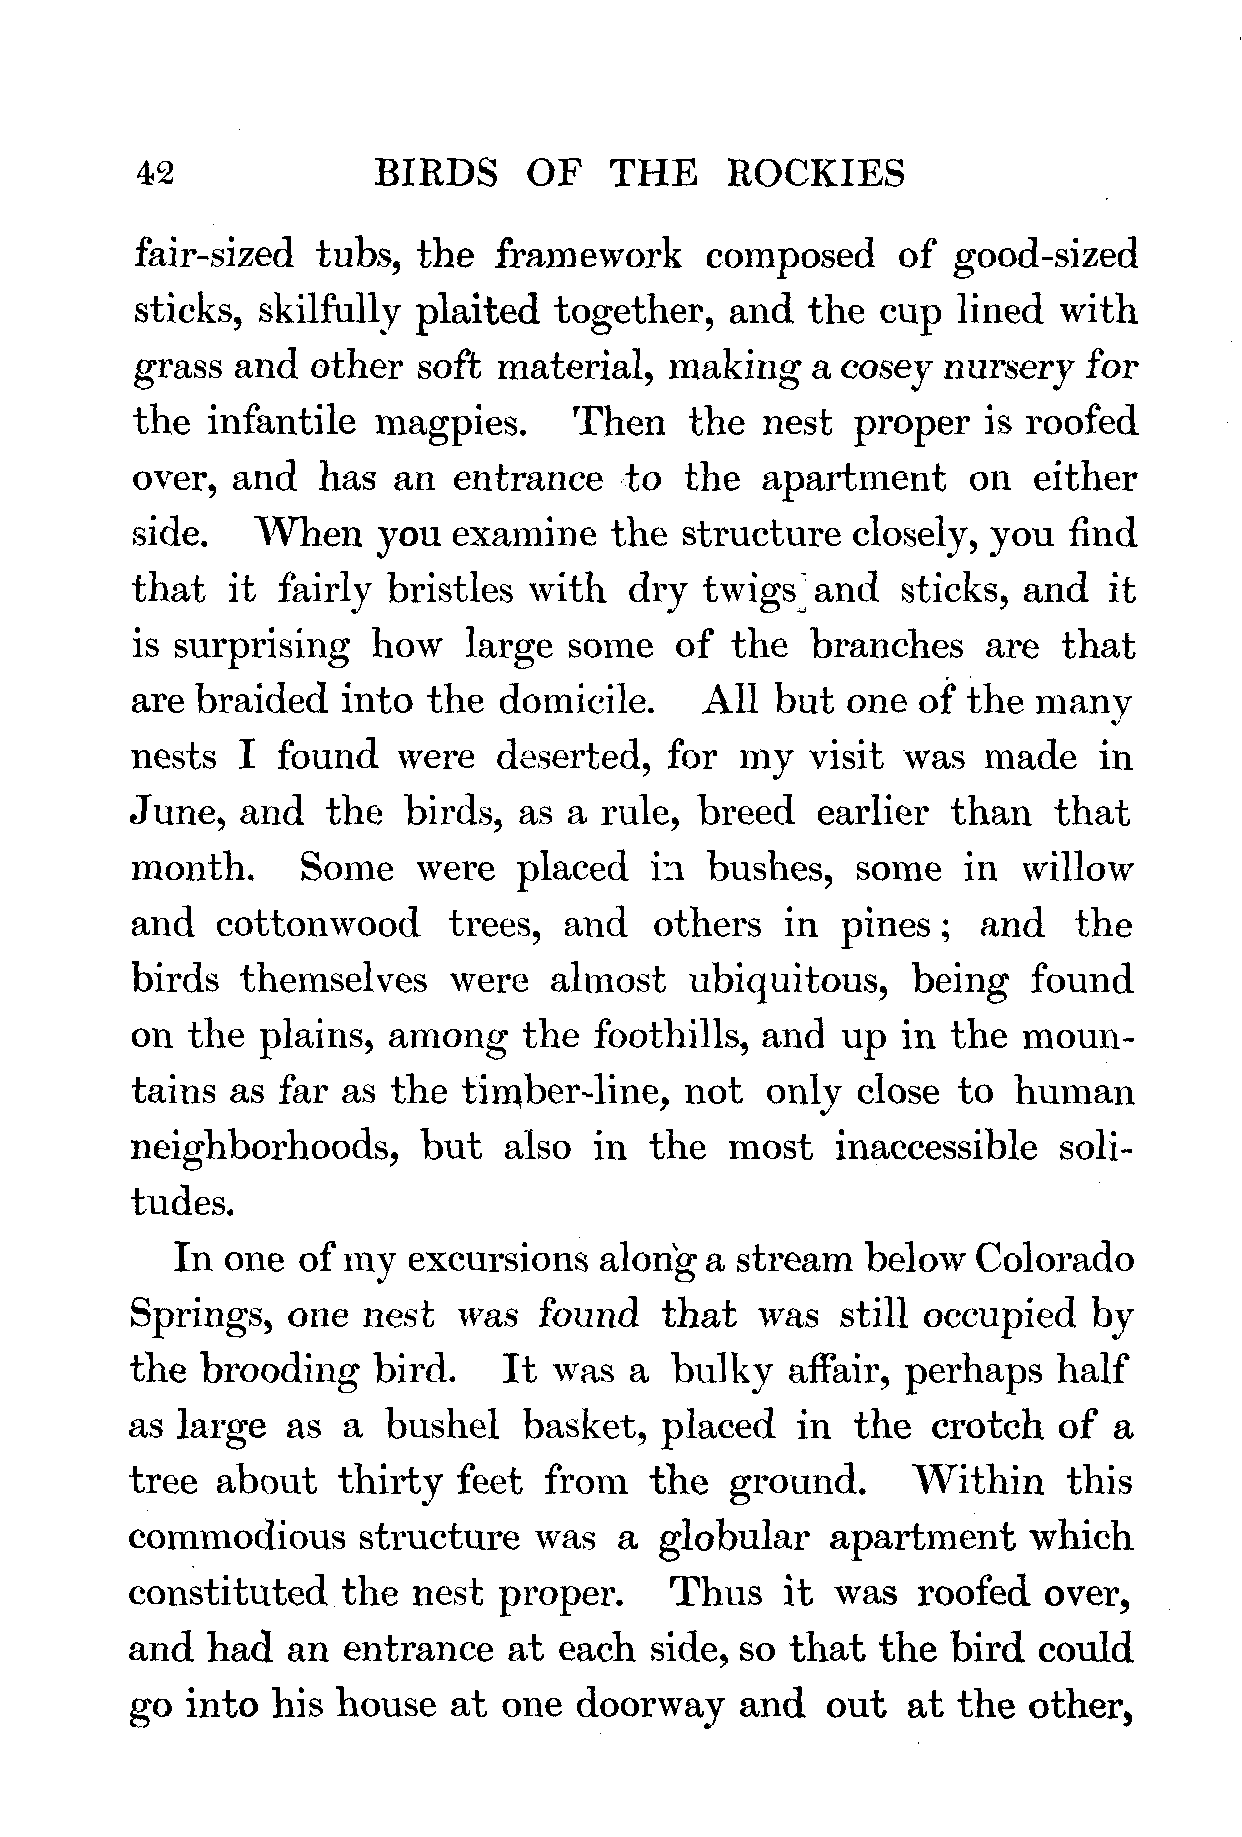 42 BIRDS OF THE ROCKIES
fair-sized tubs, the framework composed of good-sized
sticks, skilfully plaited together, and the cup lined with
grass and other soft material, making a cosey nursery for
the infantile magpies. Then the nest proper is roofed
over, and has an entrance to the apartment on either
side. When you examine the structure closely, you find
that it fairly bristles with dry twigs and sticks, and it
is surprising how large some of the branches are that
are braided into the domicile. All but one of the many
nests I found were deserted, for my visit was made in
June, and the birds, as a rule, breed earlier than that
month. Some were placed in bushes, some in willow
and cottonwood trees, and others in pines; and the
birds themselves were almost ubiquitous, being found
on the plains, among the foothills, and up in the moun-
tains as far as the timber-line, not only close to human
neighborhoods, but also in the most inaccessible soli-
tudes.
In one of my excursions along a stream below Colorado
Springs, one nest was found that was still occupied by
the brooding bird. It was a bulky affair, perhaps half
as large as a bushel basket, placed in the crotch of a
tree about thirty feet from the ground. Within this
commodious structure was a globular apartment which
constituted the nest proper. Thus it was roofed over,
and had an entrance at each side, so that the bird could
go into his house at one doorway and out at the other,